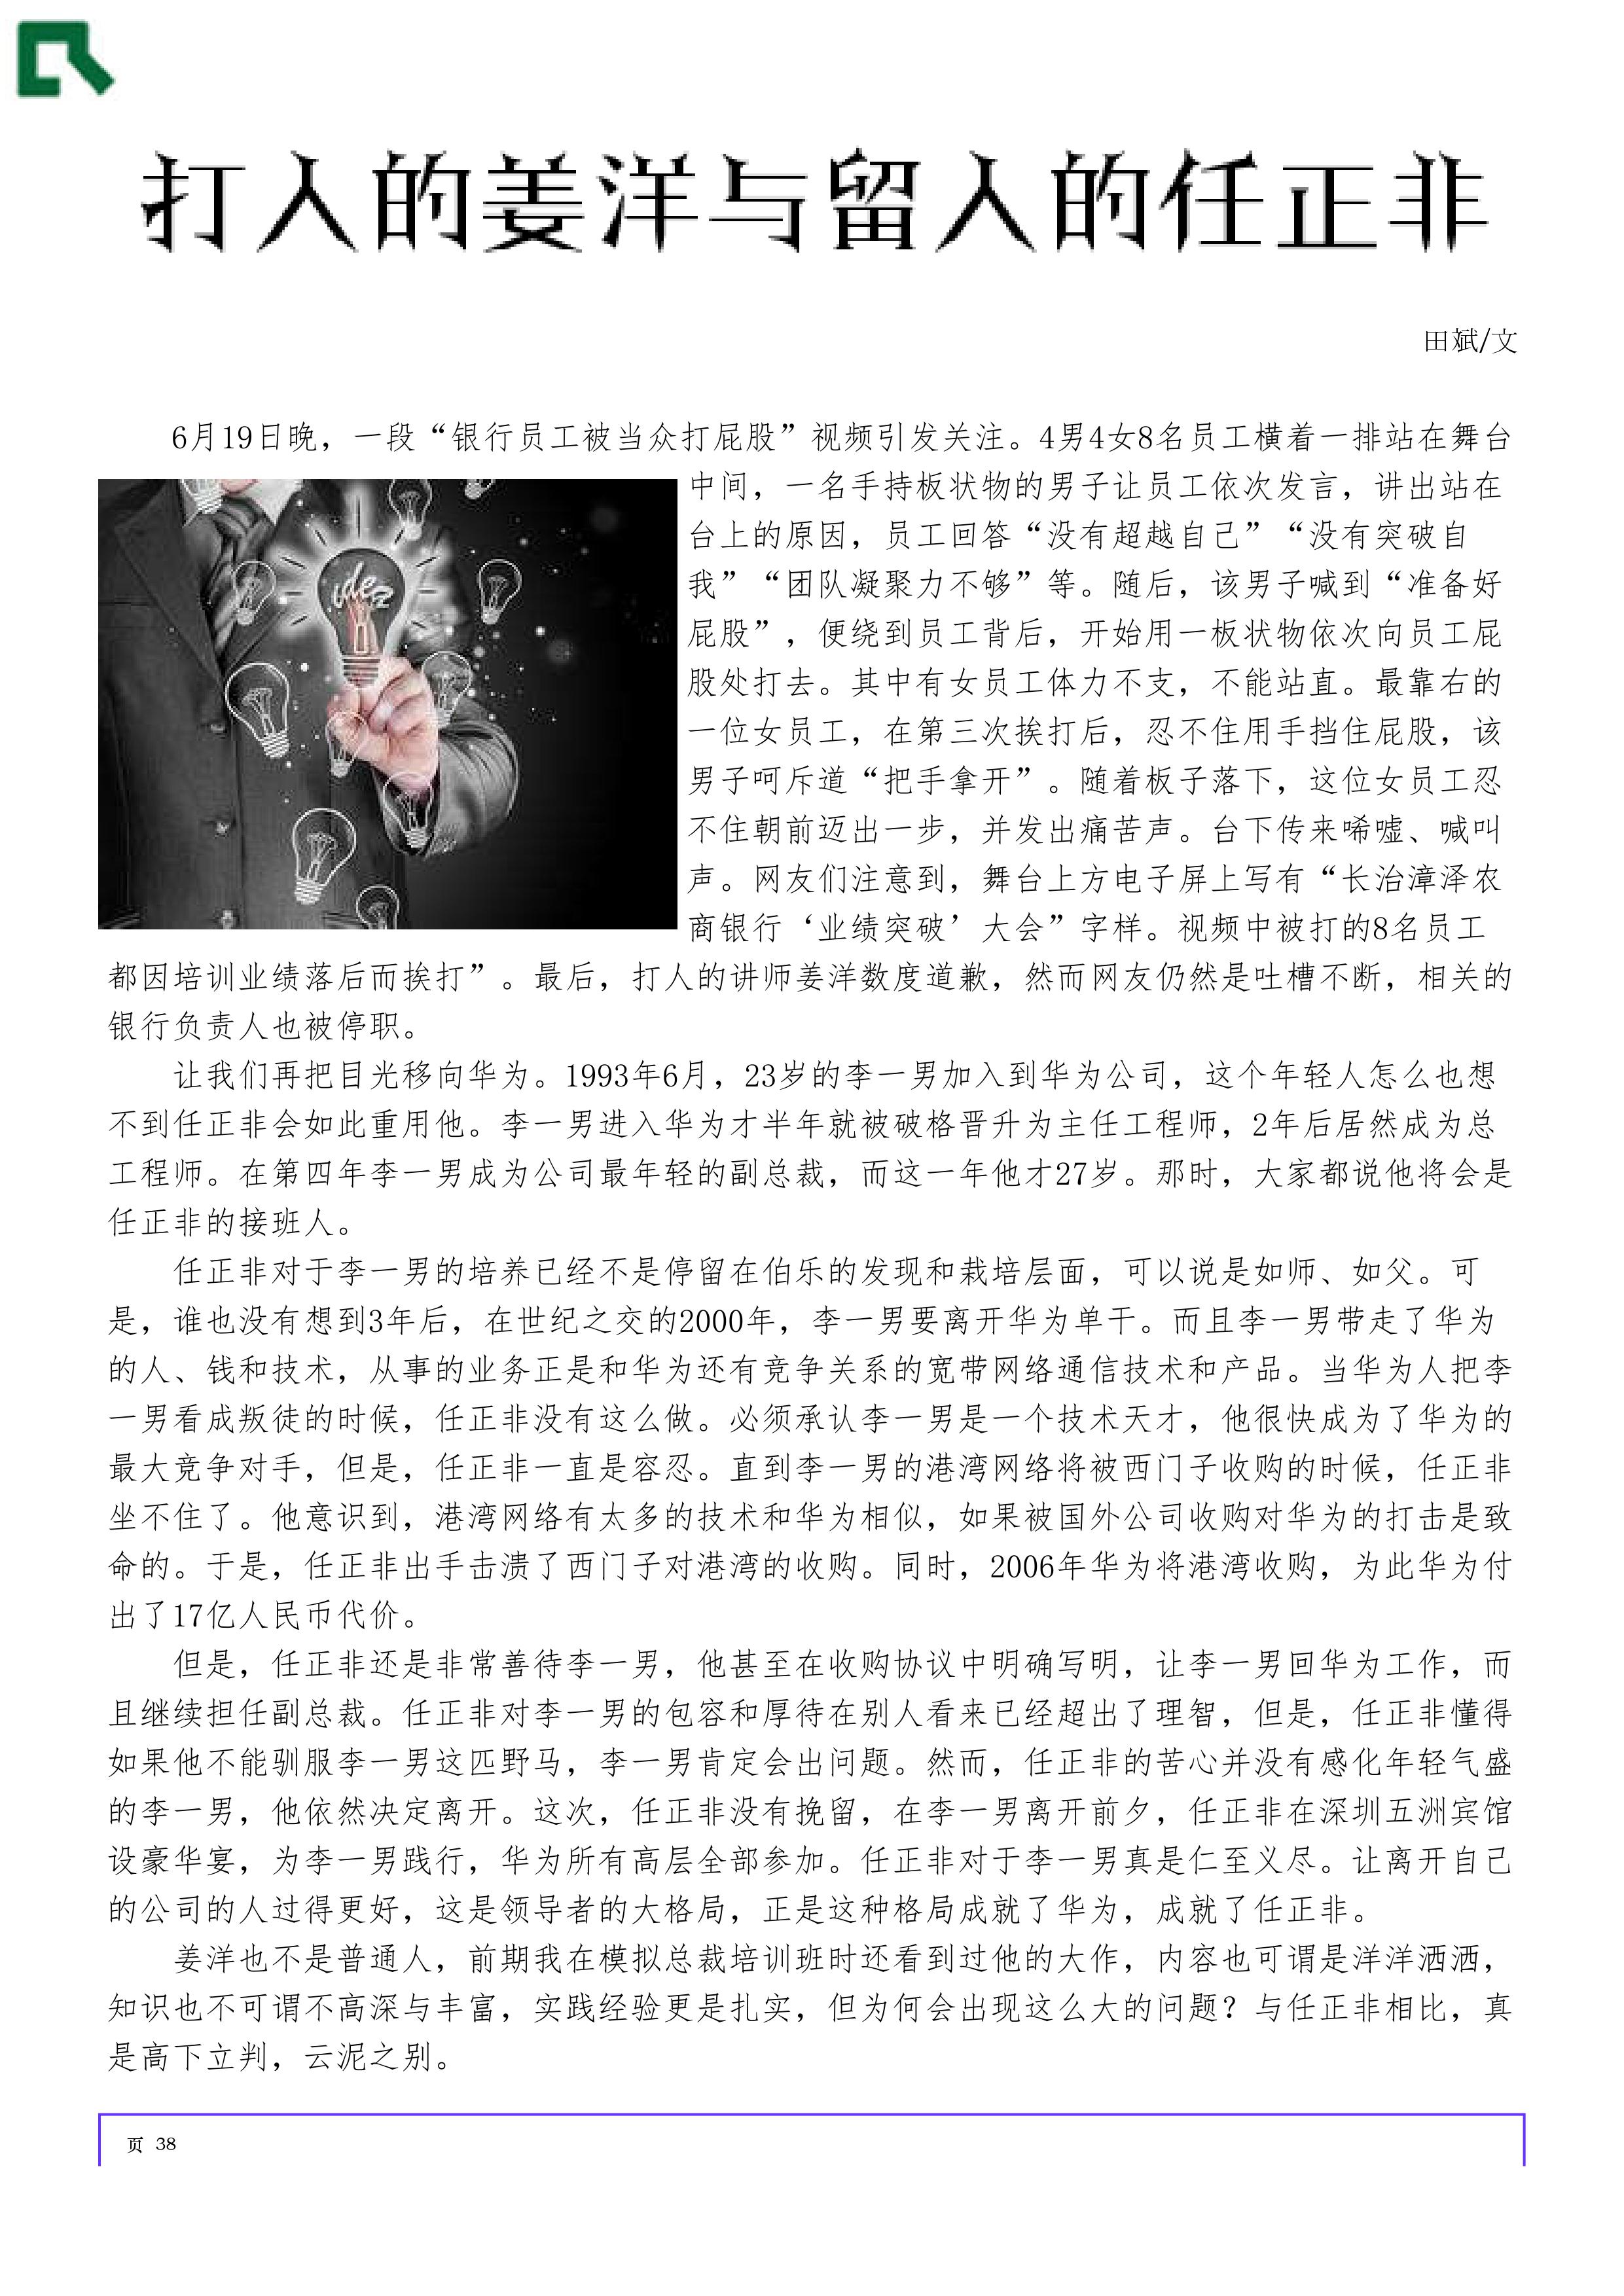 打人的姜洋与留人的任正非
田斌/文
6月19日晚，一段“银行员工被当众打屁股”视频引发关注。4男4女8名员工横着一排站在舞台
中间，一名手持板状物的男子让员工依次发言，讲出站在
台上的原因，员工回答“没有超越自己”“没有突破自
我”“团队凝聚力不够”等。随后，该男子喊到“准备好
屁股”，便绕到员工背后，开始用一板状物依次向员工屁
股处打去。其中有女员工体力不支，不能站直。最靠右的
一位女员工，在第三次挨打后，忍不住用手挡住屁股，该
男子呵斥道“把手拿开”。随着板子落下，这位女员工忍
不住朝前迈出一步，并发出痛苦声。台下传来唏嘘、喊叫
声。网友们注意到，舞台上方电子屏上写有“长治漳泽农
商银行‘业绩突破’大会”字样。视频中被打的8名员工
都因培训业绩落后而挨打”。最后，打人的讲师姜洋数度道歉，然而网友仍然是吐槽不断，相关的
银行负责人也被停职。
idea
让我们再把目光移向华为。1993年6月，23岁的李一男加入到华为公司，这个年轻人怎么也想
不到任正非会如此重用他。李一男进入华为才半年就被破格晋升为主任工程师，2年后居然成为总
工程师。在第四年李一男成为公司最年轻的副总裁，而这一年他才27岁。那时，大家都说他将会是
任正非的接班人。
任正非对于李一男的培养已经不是停留在伯乐的发现和栽培层面，可以说是如师、如父。可
是，谁也没有想到3年后，在世纪之交的2000年，李一男要离开华为单干。而且李一男带走了华为
的人、钱和技术，从事的业务正是和华为还有竞争关系的宽带网络通信技术和产品。当华为人把李
一男看成叛徒的时候，任正非没有这么做。必须承认李一男是一个技术天才，他很快成为了华为的
最大竞争对手，但是，任正非一直是容忍。直到李一男的港湾网络将被西门子收购的时候，任正非
坐不住了。他意识到，港湾网络有太多的技术和华为相似，如果被国外公司收购对华为的打击是致
命的。于是，任正非出手击溃了西门子对港湾的收购。同时，2006年华为将港湾收购，为此华为付
出了17亿人民币代价。
但是，任正非还是非常善待李一男，他甚至在收购协议中明确写明，让李一男回华为工作，而
且继续担任副总裁。任正非对李一男的包容和厚待在别人看来已经超出了理智，但是，任正非懂得
如果他不能驯服李一男这匹野马，李一男肯定会出问题。然而，任正非的苦心并没有感化年轻气盛
的李一男，他依然决定离开。这次，任正非没有挽留，在李一男离开前夕，任正非在深圳五洲宾馆
设豪华宴，为李一男践行，华为所有高层全部参加。任正非对于李一男真是仁至义尽。让离开自己
的公司的人过得更好，这是领导者的大格局，正是这种格局成就了华为，成就了任正非。
姜洋也不是普通人，前期我在模拟总裁培训班时还看到过他的大作，内容也可谓是洋洋洒洒，
知识也不可谓不高深与丰富，实践经验更是扎实，但为何会出现这么大的问题？与任正非相比，真
是高下立判，云泥之别。
页 38